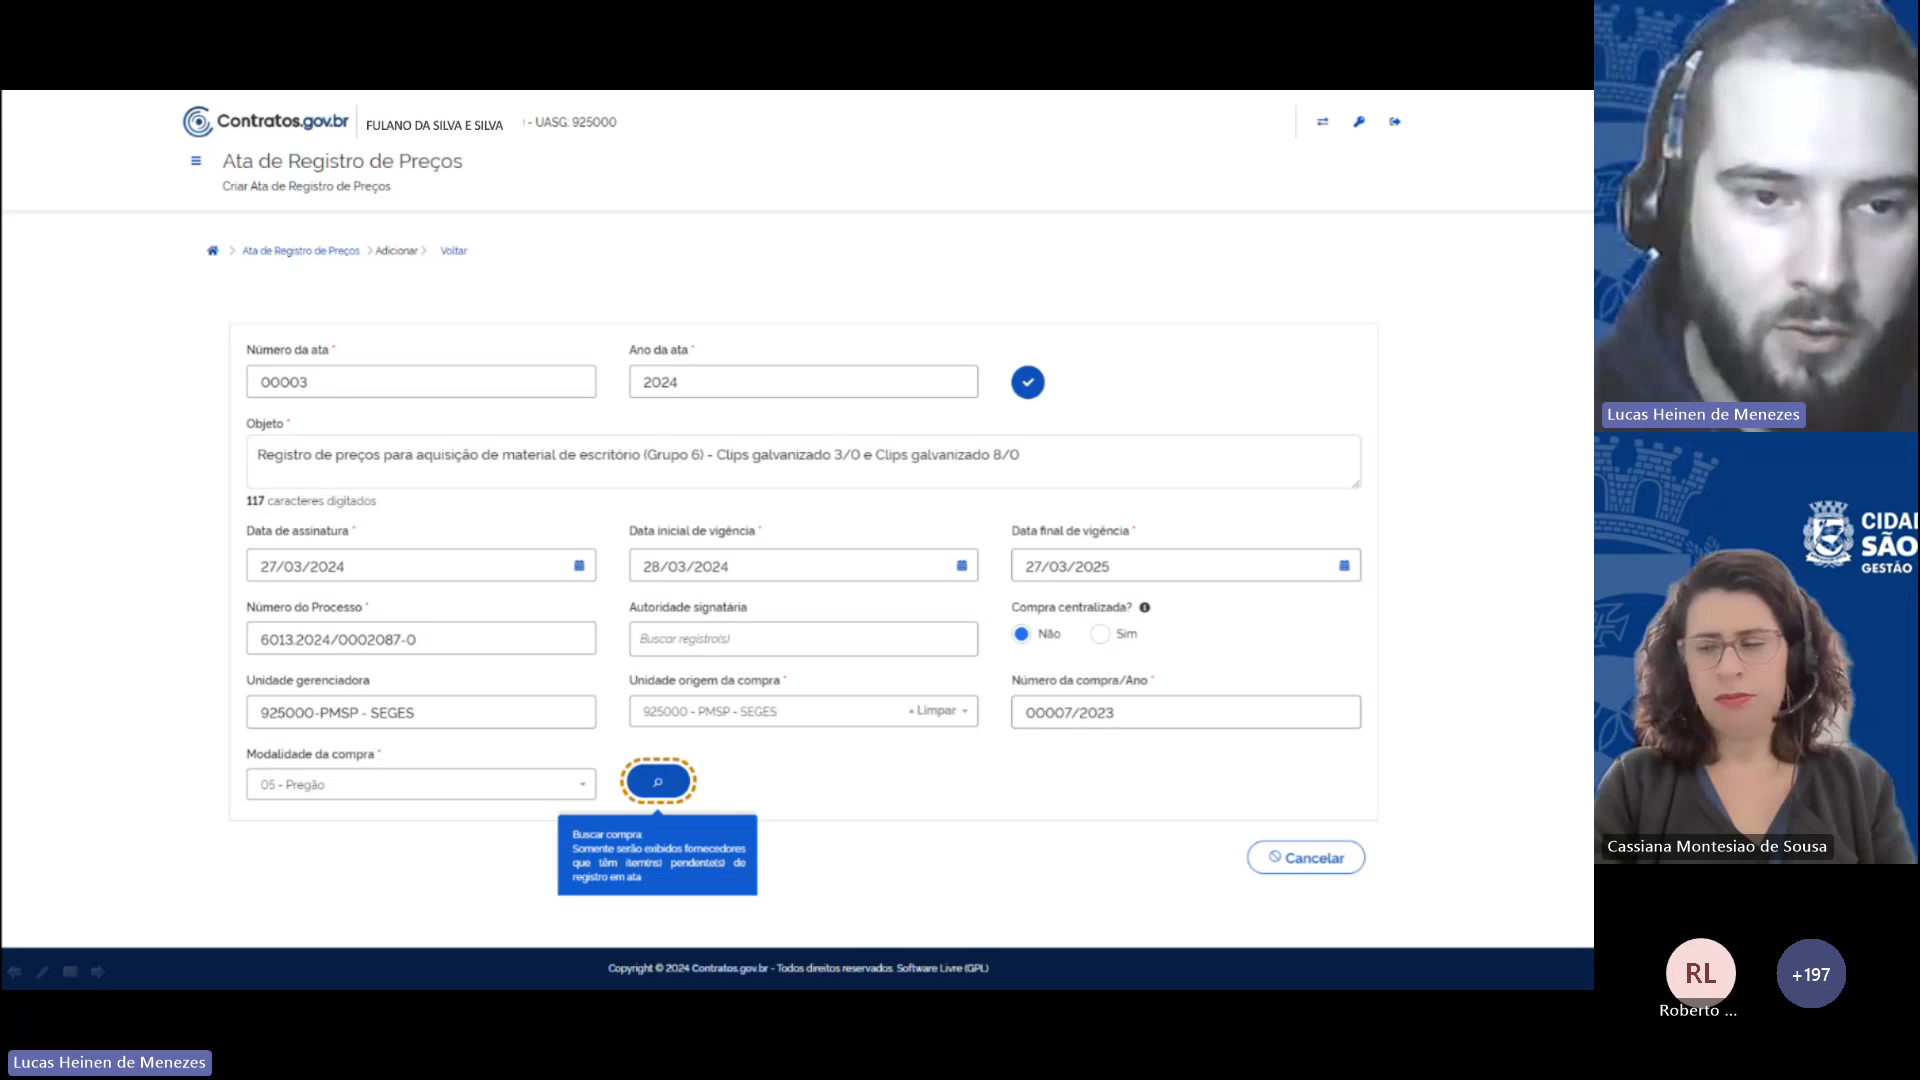 Contratos.gov.br
FULANO DA SILVA E SILVA
- UASG: 925000
Ata de Registro de Preços
Criar Ata de Registro de Preços
Ata de Registro de Preços
Adicionar
Voltar
Número da ata *
Ano da ata *
00003
2024
Objeto *
Registro de preços para aquisição de material de escritório (Grupo 6) - Clips galvanizado 3/0 e Clips galvanizado 8/0
117 caracteres digitados
Data de assinatura *
Data inicial de vigência *
Data final de vigência *
27/03/2024
28/03/2024
27/03/2025
Número do Processo *
Autoridade signatária
Compra centralizada?
6013.2024/0002087-0
Buscar registro(s)
Não
Sim
Unidade gerenciadora
Unidade origem da compra *
Número da compra/Ano *
925000-PMSP - SEGES
925000 - PMSP - SEGES
× Limpar
00007/2023
Modalidade da compra *
05 - Pregão
Buscar compra:
Somente serão exibidos fornecedores
que têm item(ns) pendente(s) de
registro em ata
Cancelar
Copyright © 2024 Contratos.gov.br - Todos direitos reservados. Software Livre (GPL)
Lucas Heinen de Menezes
CIDA
SÃO
GESTÃO
Cassiana Montesiao de Sousa
RL
+197
Roberto ...
Lucas Heinen de Menezes